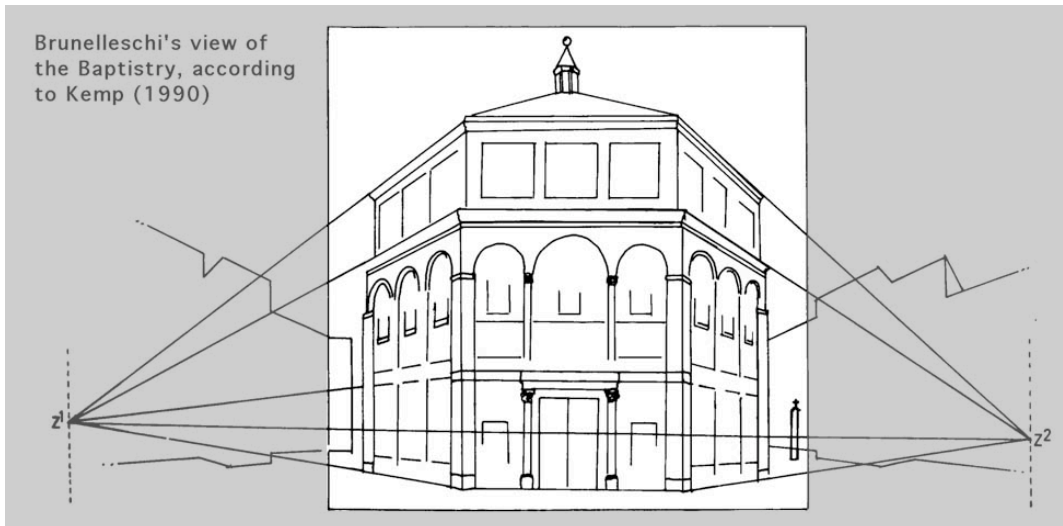 Brunelleschi's view of
the Baptistry, according
to Kemp (1990)
Z1
Z2